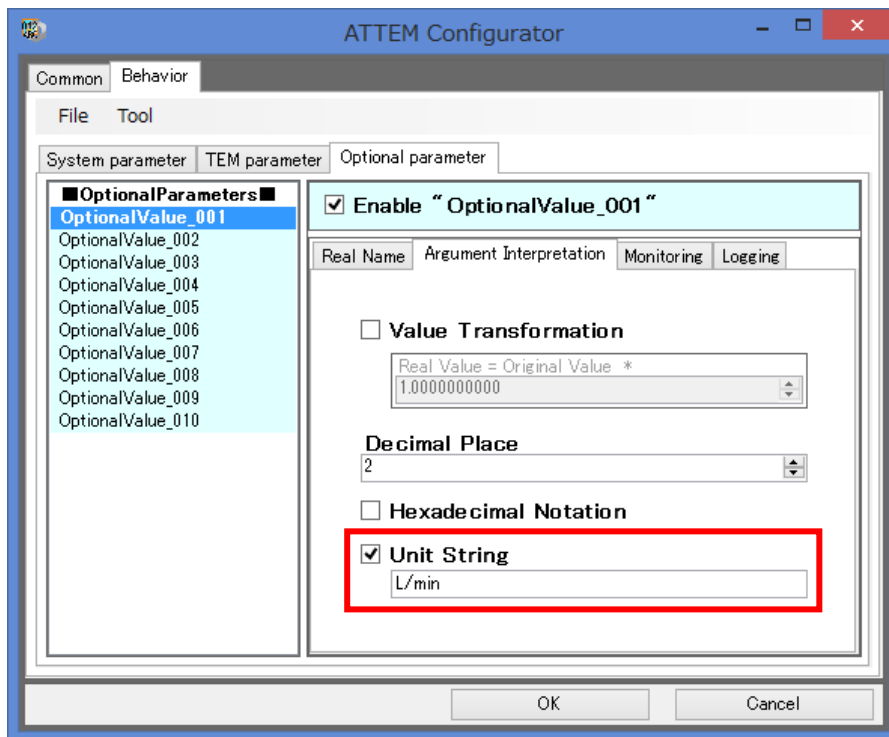 ATTEM Configurator
Common Behavior
File Tool
System parameter TEM parameter Optional parameter
■OptionalParameters■
OptionalValue_001
OptionalValue_002
OptionalValue_003
OptionalValue_004
OptionalValue_005
OptionalValue_006
OptionalValue_007
OptionalValue_008
OptionalValue_009
OptionalValue_010
Enable "OptionalValue_001"
Real Name Argument Interpretation Monitoring Logging
Value Transformation
Real Value = Original Value *
1.0000000000
Decimal Place
2
Hexadecimal Notation
Unit String
L/min
OK Cancel